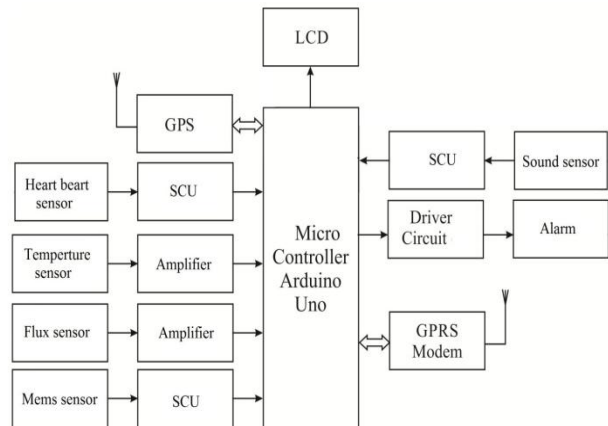 LCD
GPS
Heart beart
sensor
SCU
Temperture
sensor
Amplifier
Flux sensor
Amplifier
Mems sensor
SCU
Micro
Controller
Arduino
Uno
SCU
Sound sensor
Driver
Circuit
Alarm
GPRS
Modem